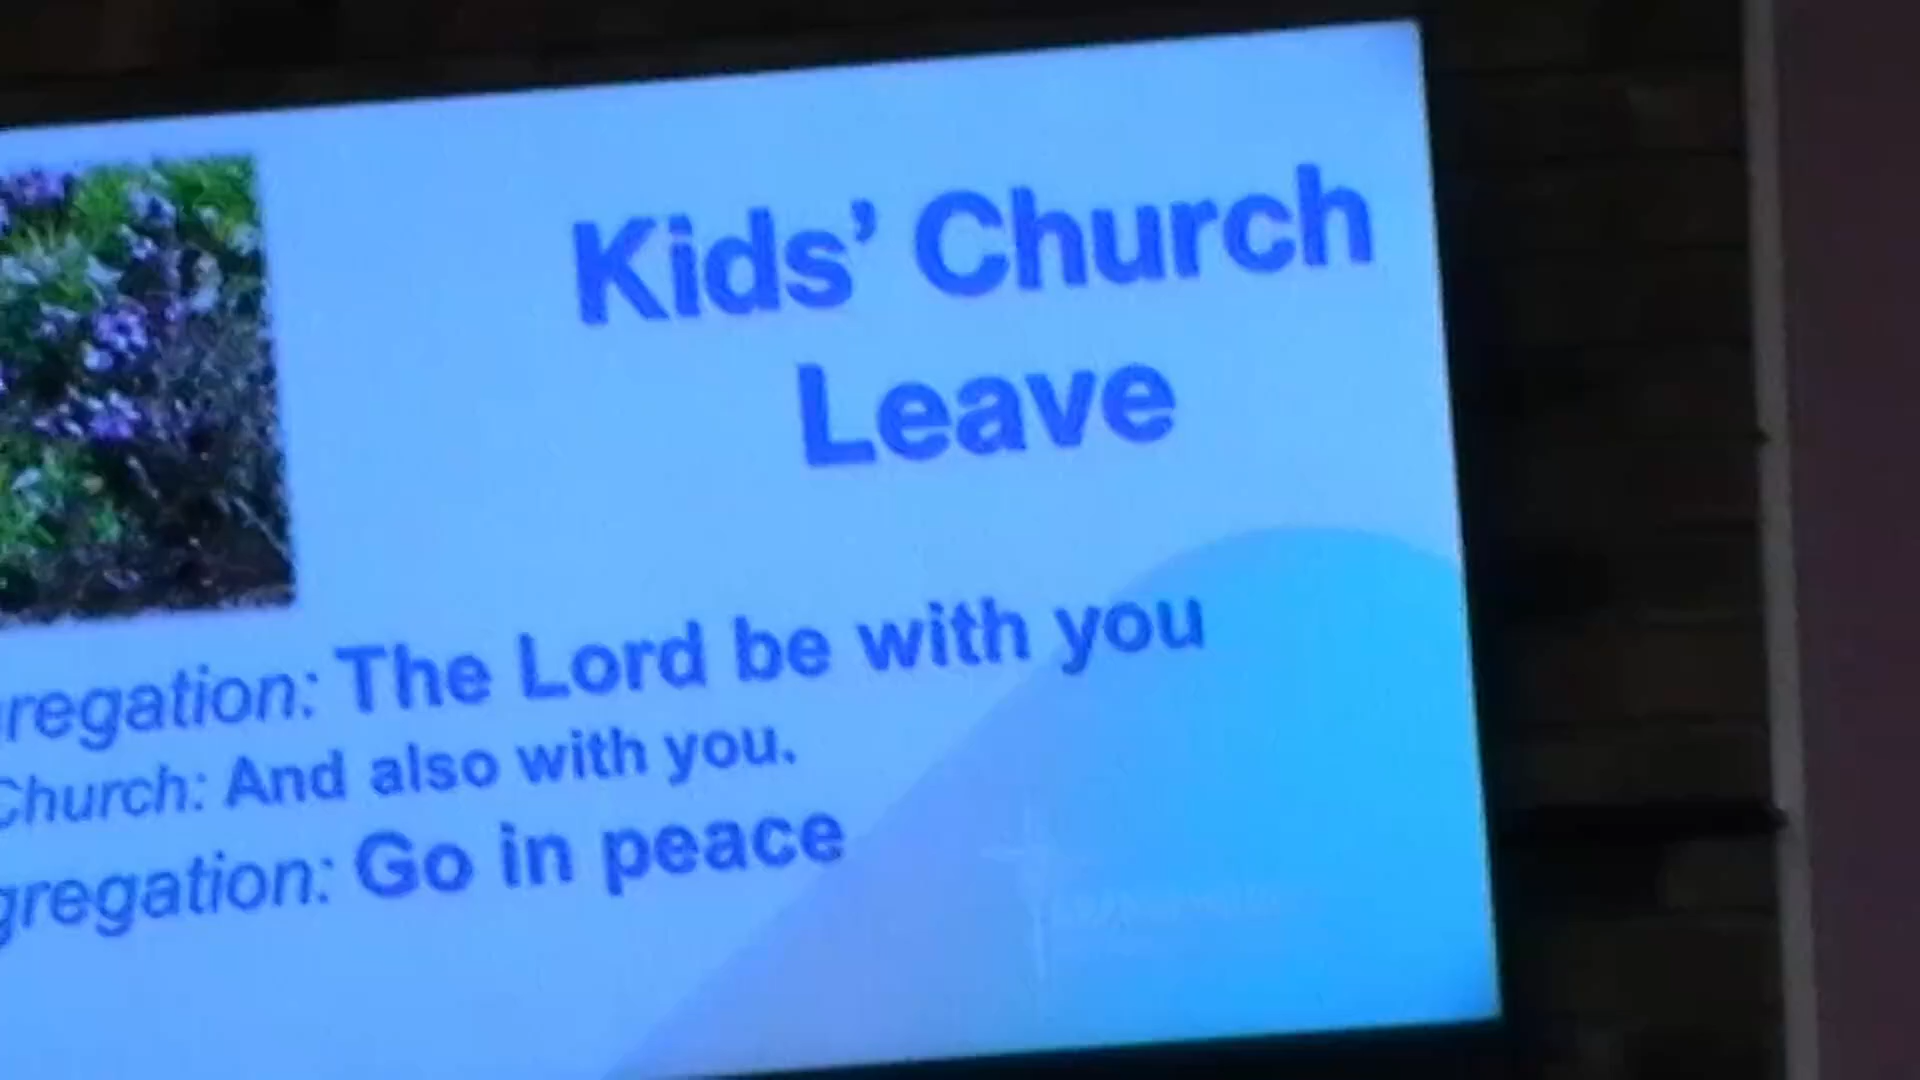 Kids’ Church
Leave
regation: The Lord be with you
Church: And also with you.
gregation: Go in peace